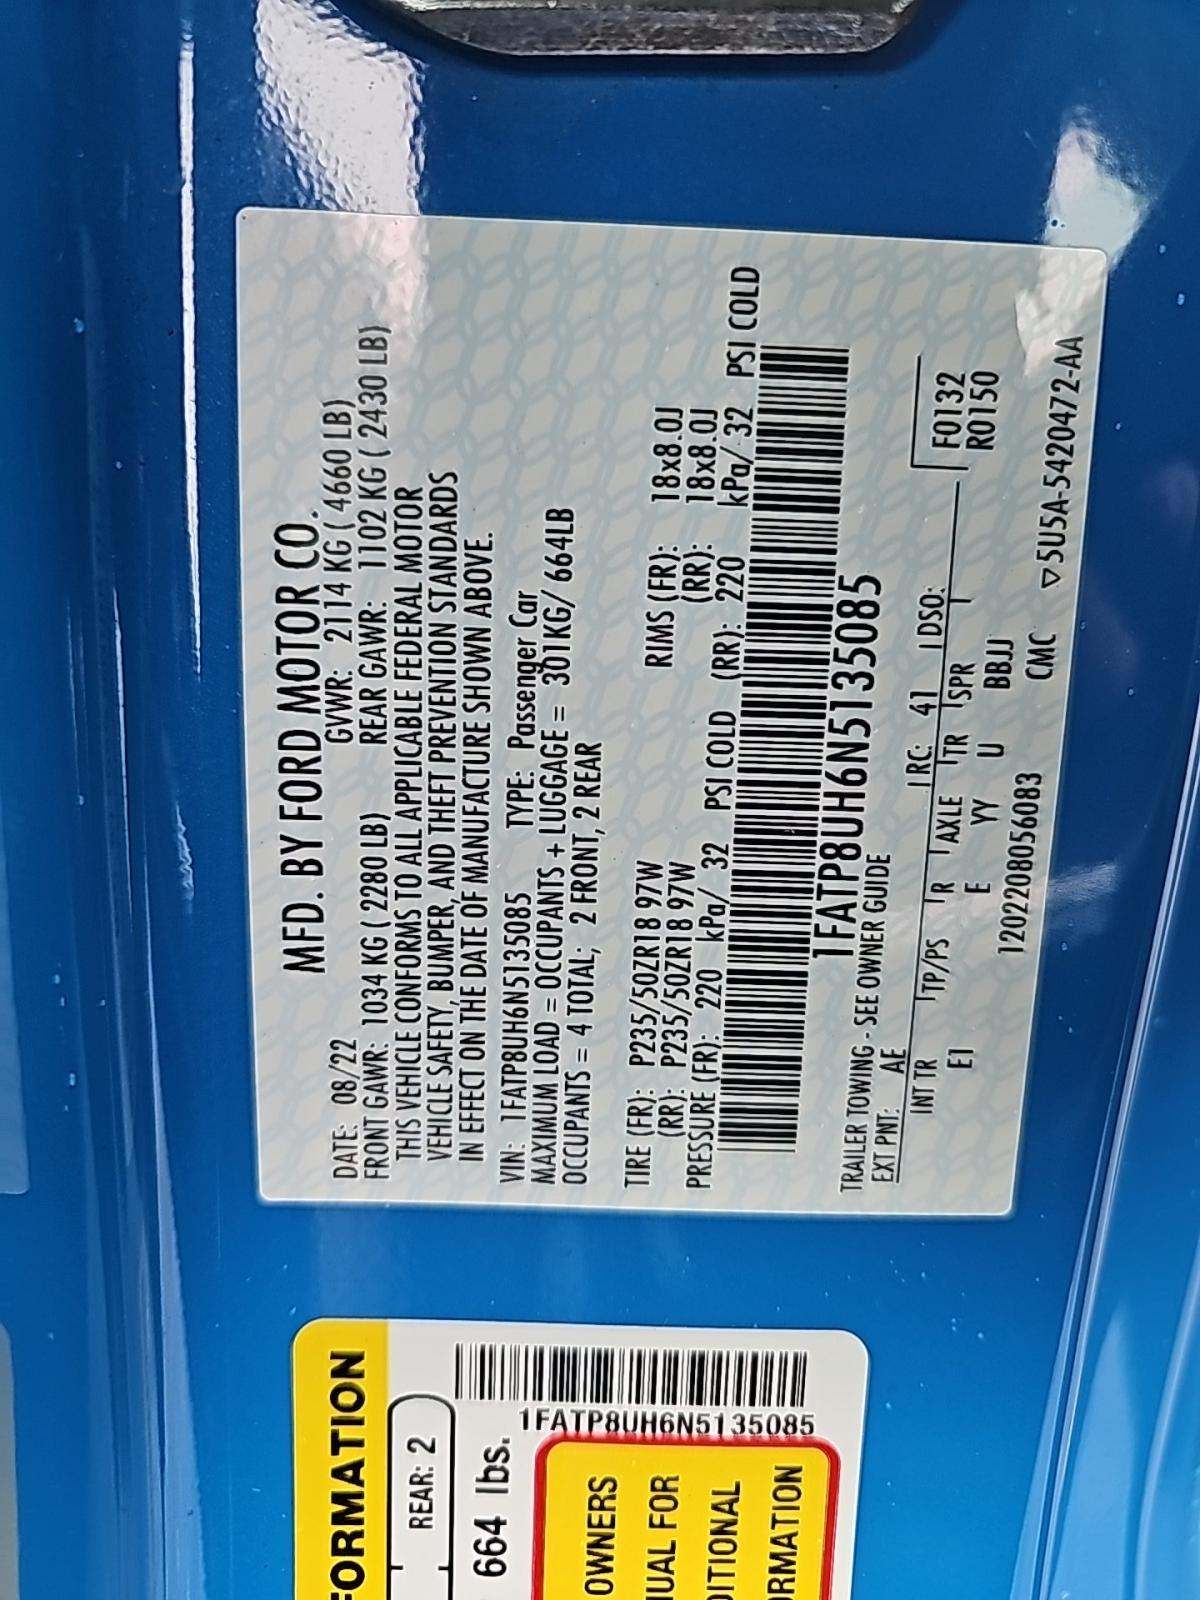 MFD. BY FORD MOTOR CO.
DATE: 08/22 GVWR: 2114 KG ( 4660 LB)
FRONT GAWR: 1034 KG ( 2280 LB) REAR GAWR: 1102 KG ( 2430 LB)
THIS VEHICLE CONFORMS TO ALL APPLICABLE FEDERAL MOTOR
VEHICLE SAFETY, BUMPER, AND THEFT PREVENTION STANDARDS
IN EFFECT ON THE DATE OF MANUFACTURE SHOWN ABOVE.
VIN: 1FATP8UH6N5135085 TYPE: Passenger Car
MAXIMUM LOAD = OCCUPANTS + LUGGAGE = 301KG/ 664LB
OCCUPANTS = 4 TOTAL; 2 FRONT, 2 REAR
TIRE (FR): P235/50ZR18 97W RIMS (FR): 18x8.0J
(RR): P235/50ZR18 97W (RR): 18x8.0J
PRESSURE (FR): 220 kPa/ 32 PSI COLD (RR): 220 kPa/ 32 PSI COLD
1FATP8UH6N5135085
TRAILER TOWING - SEE OWNER GUIDE
EXT PNT: AE RC: 41 DSO:
INT TR TP/PS R AXLE TR SPR F0132
E1 E YY U BBJJ R0150
1202208056083 CMC ▽5U5A-5420472-AA
FORMATION
REAR: 2
664 lbs.
1FATP8UH6N5135085
OWNERS
UAL FOR
DITIONAL
RMATION